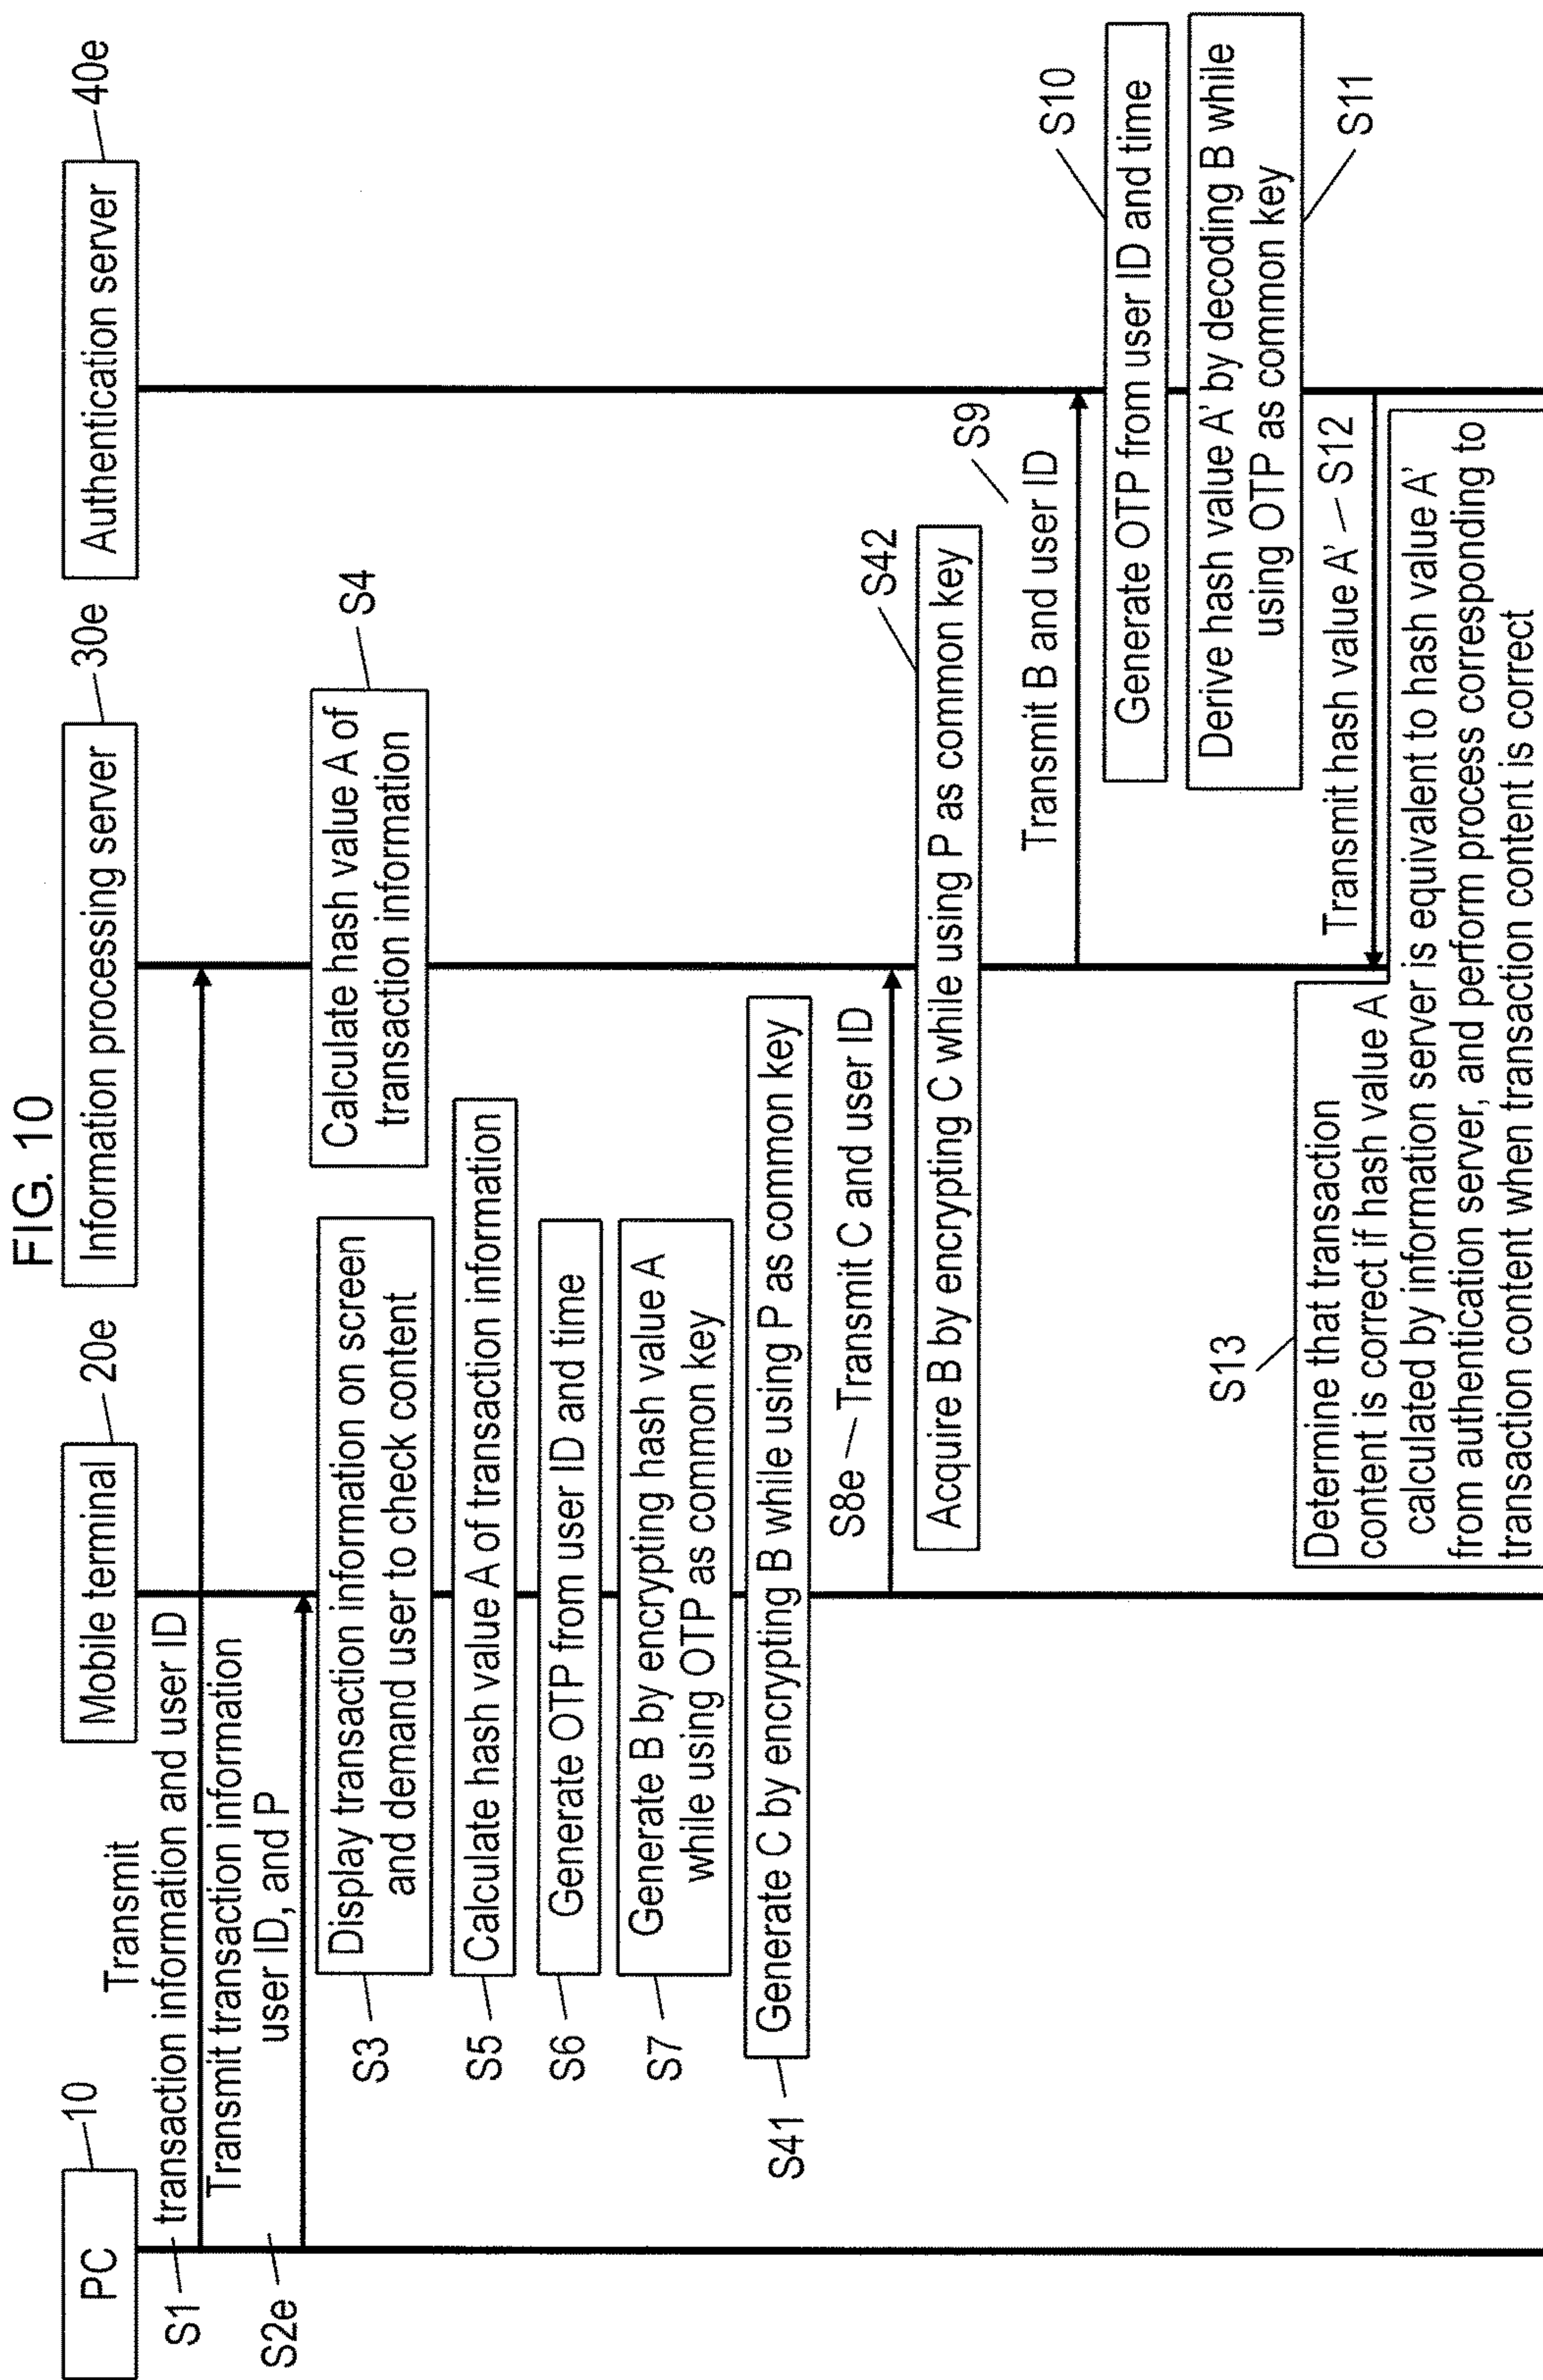 FIG. 10
PC
10
Mobile terminal
20e
Information processing server
30e
Authentication server
40e
Transmit
S1
transaction information and user ID
Transmit transaction information
user ID, and P
S2e
Display transaction information on screen
and demand user to check content
S3
Calculate hash value A of
transaction information
S4
Calculate hash value A of transaction information
S5
Generate OTP from user ID and time
S6
Generate B by encrypting hash value A
while using OTP as common key
S7
Generate C by encrypting B while using P as common key
S41
S8e
Transmit C and user ID
Acquire B by encrypting C while using P as common key
S42
Transmit B and user ID
S9
Generate OTP from user ID and time
S10
Derive hash value A' by decoding B while
using OTP as common key
S11
Transmit hash value A'
S12
S13
Determine that transaction
content is correct if hash value A
calculated by information server is equivalent to hash value A'
from authentication server, and perform process corresponding to
transaction content when transaction content is correct